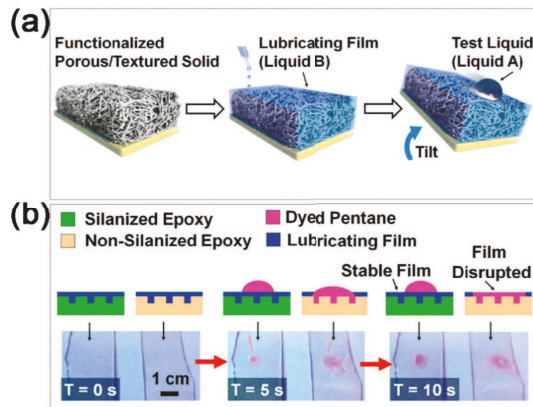 (a)
Functionalized
Porous/Textured Solid
Lubricating Film
(Liquid B)
Test Liquid
(Liquid A)
Tilt
(b)
Silanized Epoxy
Dyed Pentane
Non-Silanized Epoxy
Lubricating Film
Stable Film
Film
Disrupted
T = 0 s
1 cm
T = 5 s
T = 10 s